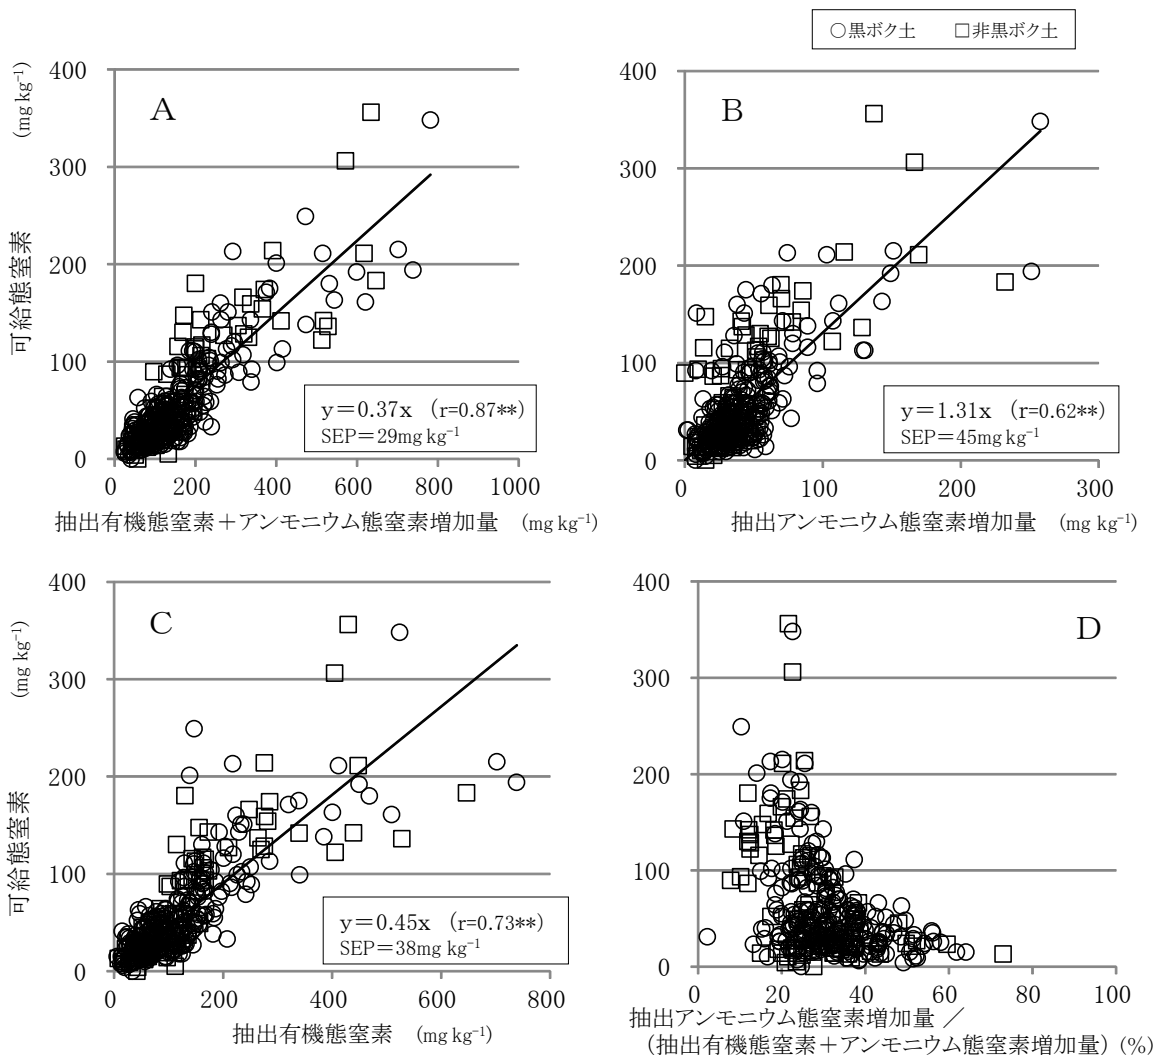 ○黒ボク土 □非黒ボク土
(mg kg⁻¹)
可給態窒素
400
300
200
100
0
A
y＝0.37x （r=0.87**）
SEP＝29mg kg⁻¹
0 200 400 600 800 1000
抽出有機態窒素＋アンモニウム態窒素増加量 (mg kg⁻¹)
400
300
200
100
0
B
y＝1.31x （r=0.62**）
SEP＝45mg kg⁻¹
0 100 200 300
抽出アンモニウム態窒素増加量 (mg kg⁻¹)
(mg kg⁻¹)
可給態窒素
400
300
200
100
0
C
y＝0.45x （r=0.73**）
SEP＝38mg kg⁻¹
0 200 400 600 800
抽出有機態窒素 (mg kg⁻¹)
400
300
200
100
0
D
0 20 40 60 80 100
抽出アンモニウム態窒素増加量 ／
（抽出有機態窒素＋アンモニウム態窒素増加量）(%)